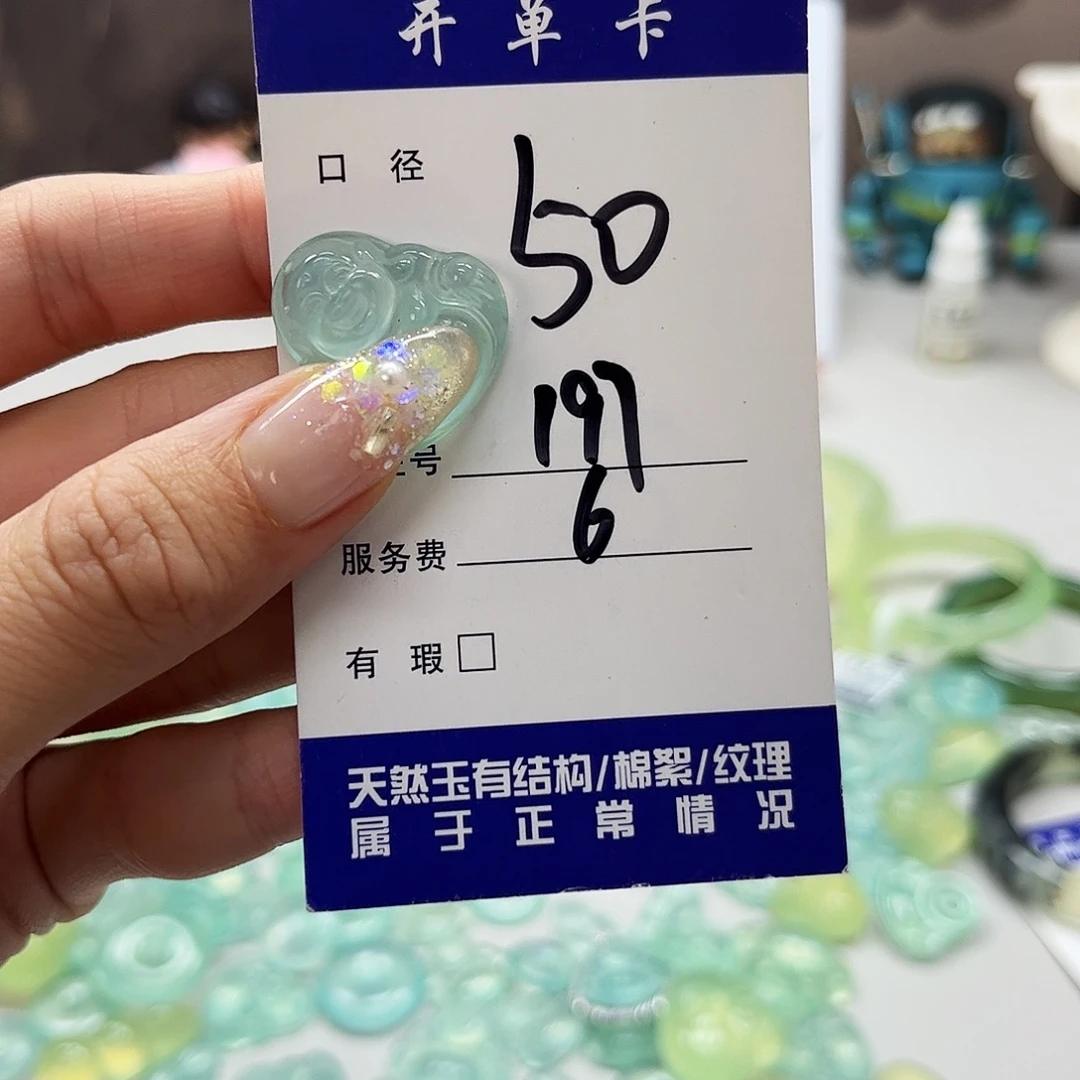 开单卡
口径 50
197
号
服务费 6
有瑕
天然玉有结构/棉絮/纹理
属于正常情况